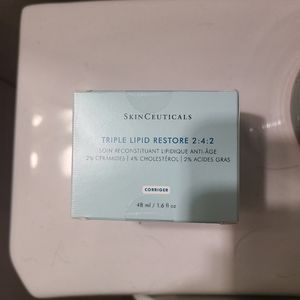 SKINCEUTICALS
TRIPLE LIPID RESTORE 2:4:2
SOIN RECONSTITUANT LIPIDIQUE ANTI-ÂGE
2% CÉRAMIDES | 4% CHOLESTÉROL | 2% ACIDES GRAS
CORRIGER
48 ml / 1.6 fl oz